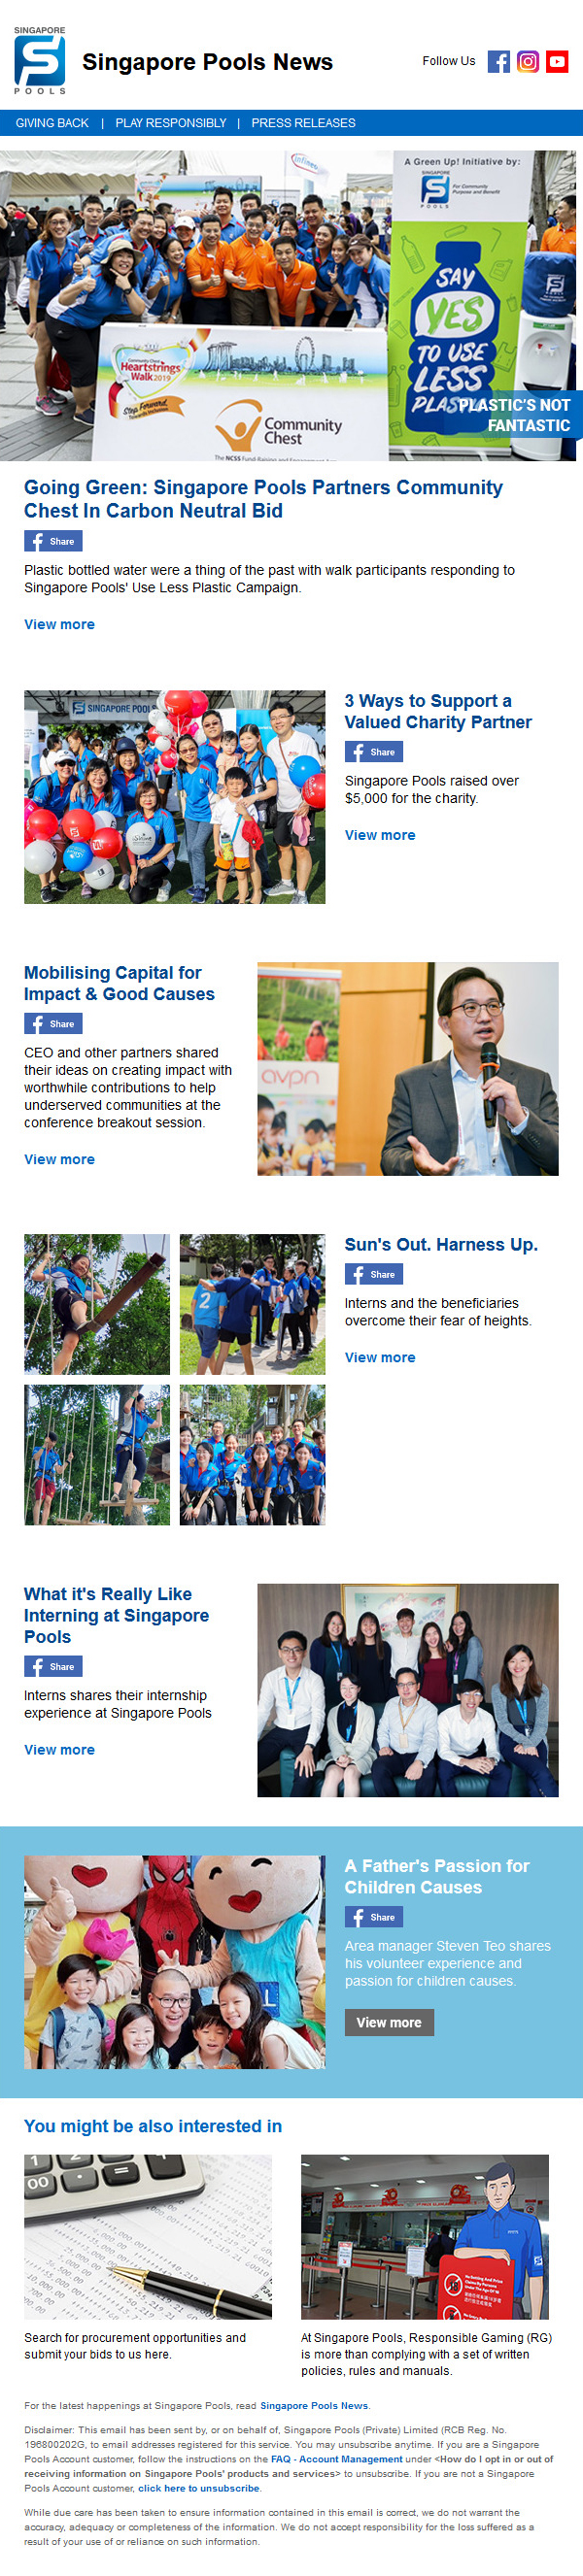 SINGAPORE
POOLS
Singapore Pools News
Follow Us
GIVING BACK | PLAY RESPONSIBLY | PRESS RELEASES
infineon
A Green Up! Initiative by:
SINGAPORE
POOLS
For Community
Purpose and Benefit
SAY
YES
TO USE
LESS
PLASTIC
Community Chest
Heartstrings
Walk 2019
Step Forward
Community
Chest
PLASTIC'S NOT
FANTASTIC
Going Green: Singapore Pools Partners Community
Chest In Carbon Neutral Bid
Share
Plastic bottled water were a thing of the past with walk participants responding to
Singapore Pools' Use Less Plastic Campaign.
View more
SINGAPORE POOL
3 Ways to Support a
Valued Charity Partner
Share
Singapore Pools raised over
$5,000 for the charity.
View more
Mobilising Capital for
Impact & Good Causes
Share
CEO and other partners shared
their ideas on creating impact with
worthwhile contributions to help
underserved communities at the
conference breakout session.
View more
avpn
2
Sun's Out. Harness Up.
Share
Interns and the beneficiaries
overcome their fear of heights.
View more
What it's Really Like
Interning at Singapore
Pools
Share
Interns shares their internship
experience at Singapore Pools
View more
A Father's Passion for
Children Causes
Share
Area manager Steven Teo shares
his volunteer experience and
passion for children causes.
View more
You might be also interested in
Search for procurement opportunities and
submit your bids to us here.
At Singapore Pools, Responsible Gaming (RG)
is more than complying with a set of written
policies, rules and manuals.
For the latest happenings at Singapore Pools, read Singapore Pools News.
Disclaimer: This email has been sent by, or on behalf of, Singapore Pools (Private) Limited (RCB Reg. No.
196800202G, to email addresses registered for this service. You may unsubscribe anytime. If you are a Singapore
Pools Account customer, follow the instructions on the FAQ - Account Management under <How do I opt in or out of
receiving information on Singapore Pools' products and services> to unsubscribe. If you are not a Singapore
Pools Account customer, click here to unsubscribe.
While due care has been taken to ensure information contained in this email is correct, we do not warrant the
accuracy, adequacy or completeness of the information. We do not accept responsibility for the loss suffered as a
result of your use of or reliance on such information.